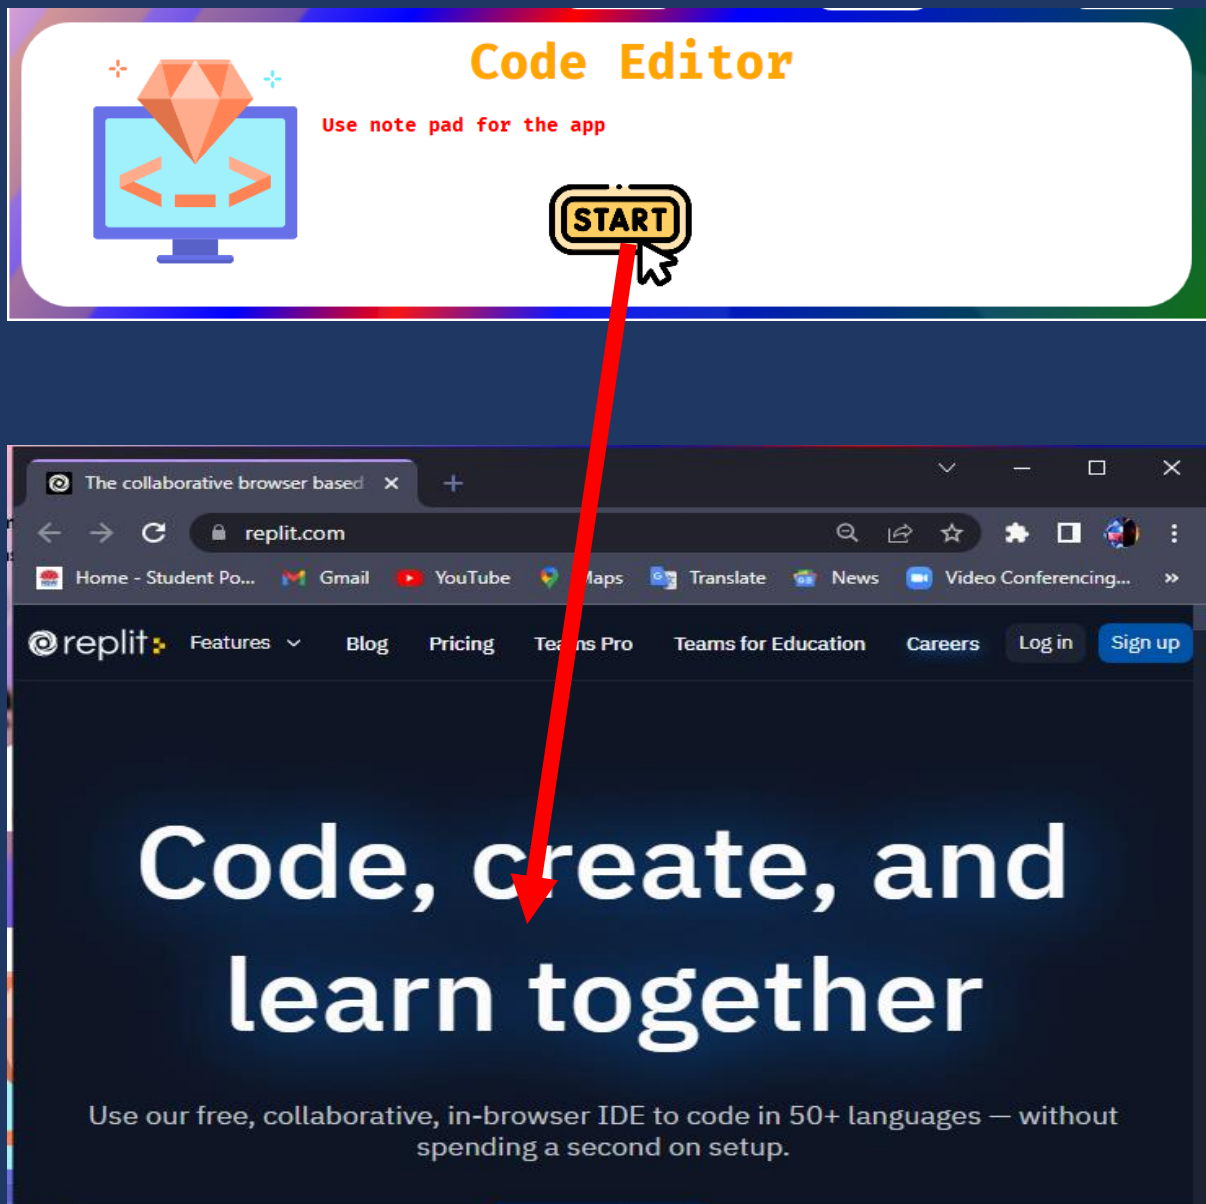 Code Editor
Use note pad for the app
<_>
START
The collaborative browser based
replit.com
Home - Student Po... Gmail YouTube Maps Translate News Video Conferencing... »
replit Features Blog Pricing Teams Pro Teams for Education Careers Log in Sign up
Code, create, and
learn together
Use our free, collaborative, in-browser IDE to code in 50+ languages — without
spending a second on setup.